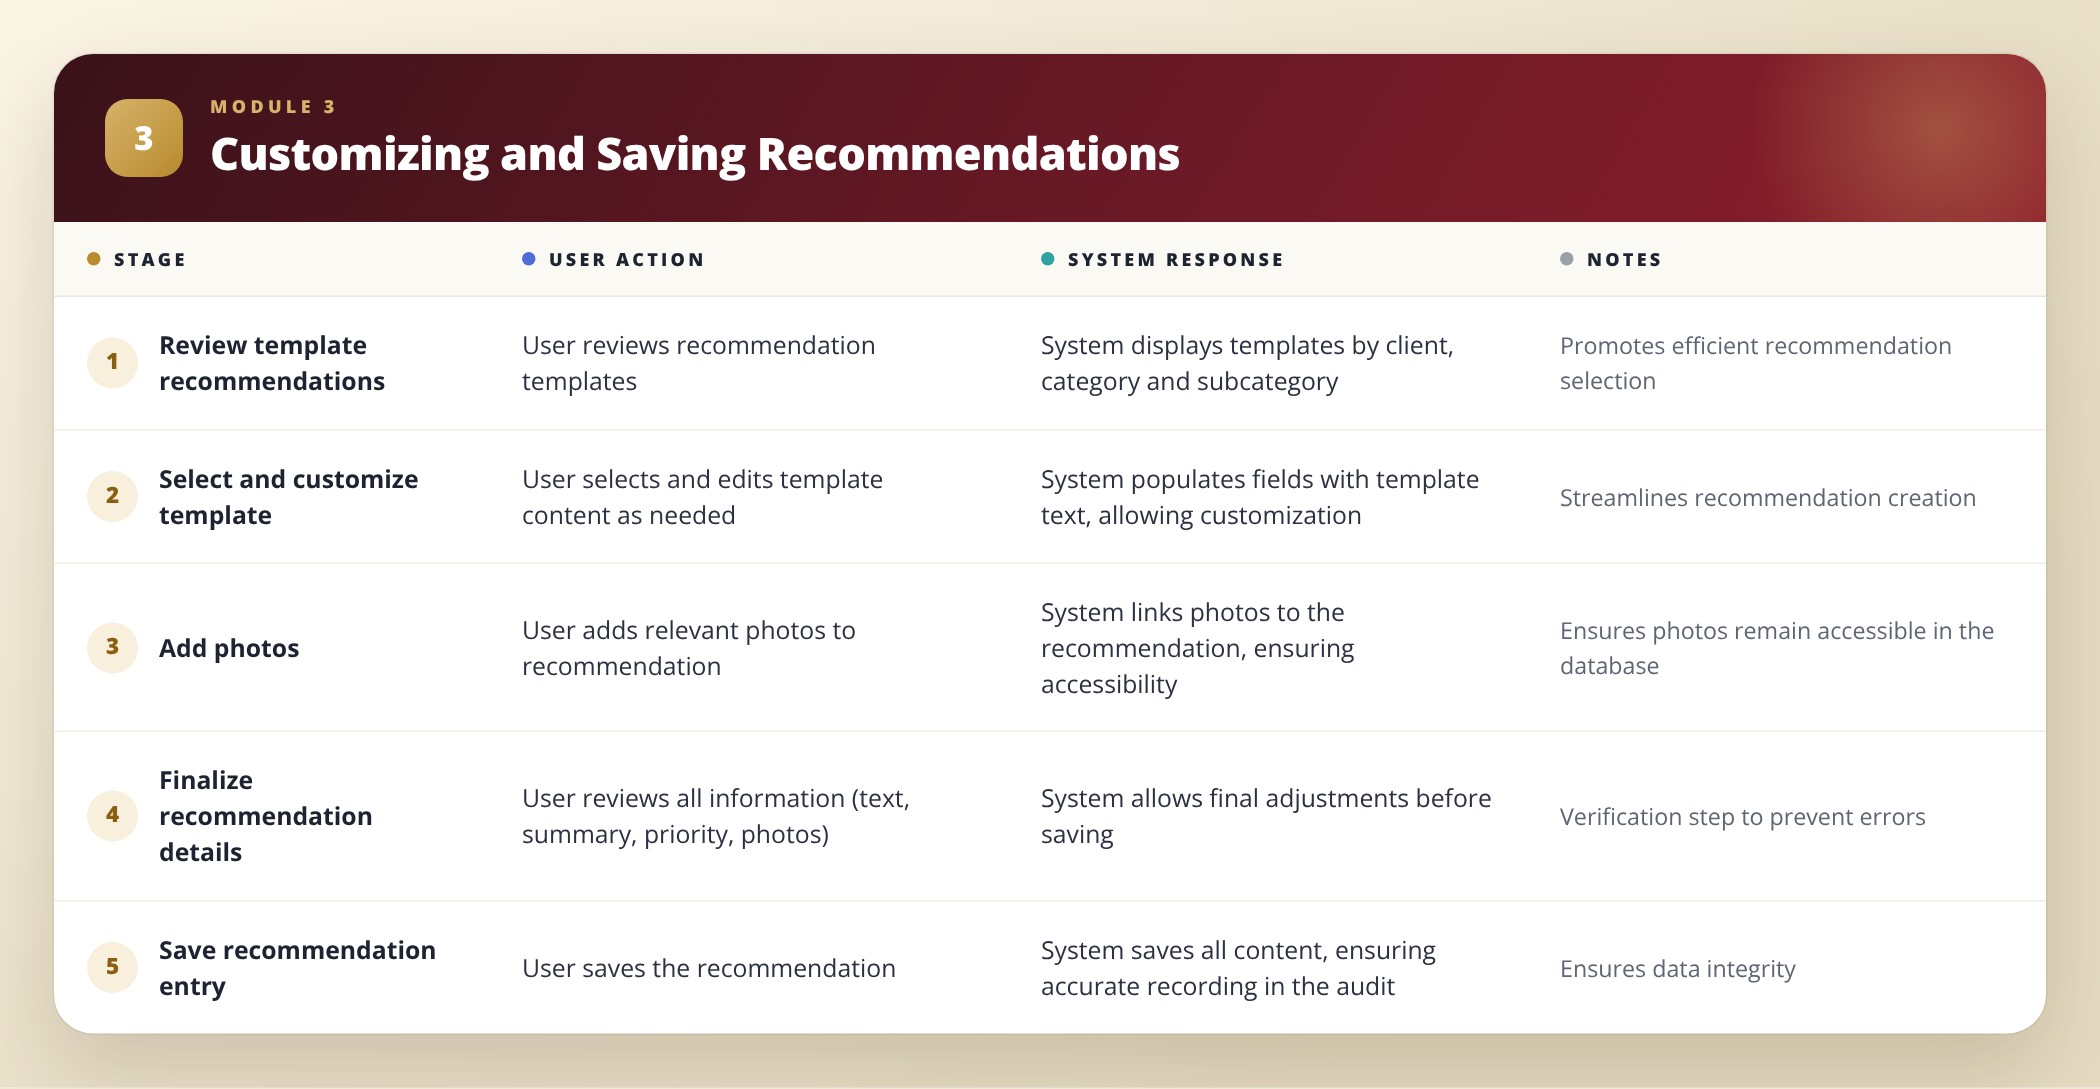 3
MODULE 3
Customizing and Saving Recommendations
STAGE
USER ACTION
SYSTEM RESPONSE
NOTES
1
Review template
recommendations
User reviews recommendation
templates
System displays templates by client,
category and subcategory
Promotes efficient recommendation
selection
2
Select and customize
template
User selects and edits template
content as needed
System populates fields with template
text, allowing customization
Streamlines recommendation creation
3
Add photos
User adds relevant photos to
recommendation
System links photos to the
recommendation, ensuring
accessibility
Ensures photos remain accessible in the
database
4
Finalize
recommendation
details
User reviews all information (text,
summary, priority, photos)
System allows final adjustments before
saving
Verification step to prevent errors
5
Save recommendation
entry
User saves the recommendation
System saves all content, ensuring
accurate recording in the audit
Ensures data integrity